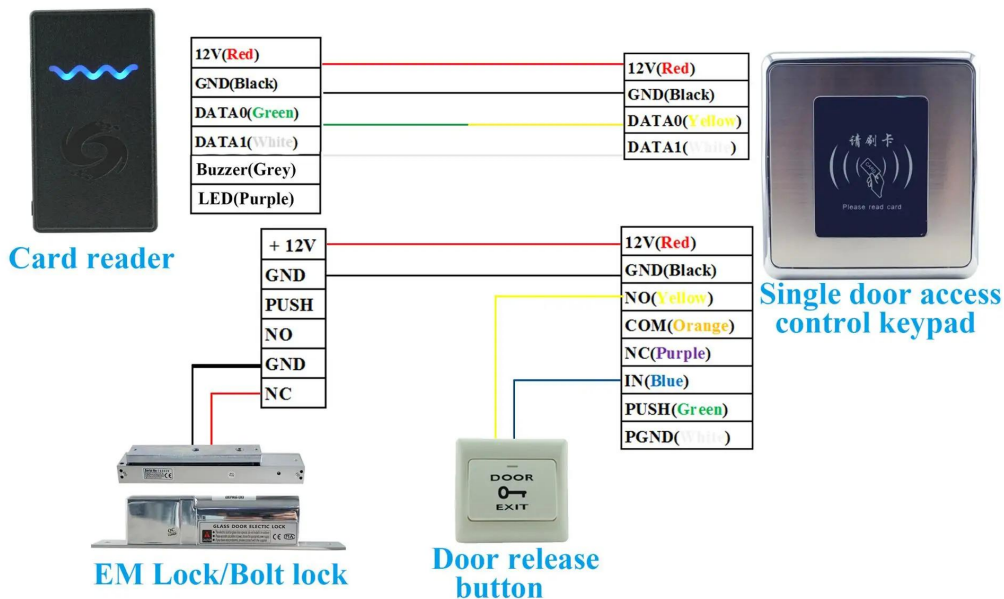 12V(Red)
GND(Black)
DATA0(Green)
DATA1(White)
Buzzer(Grey)
LED(Purple)
Card reader
12V(Red)
GND(Black)
DATA0(Yellow)
DATA1(White)
请刷卡
Please read card
Single door access
control keypad
+ 12V
GND
PUSH
NO
GND
NC
12V(Red)
GND(Black)
NO(Yellow)
COM(Orange)
NC(Purple)
IN(Blue)
PUSH(Green)
PGND(White)
GLASS DOOR ELECTIC LOCK
EM Lock/Bolt lock
DOOR
EXIT
Door release
button